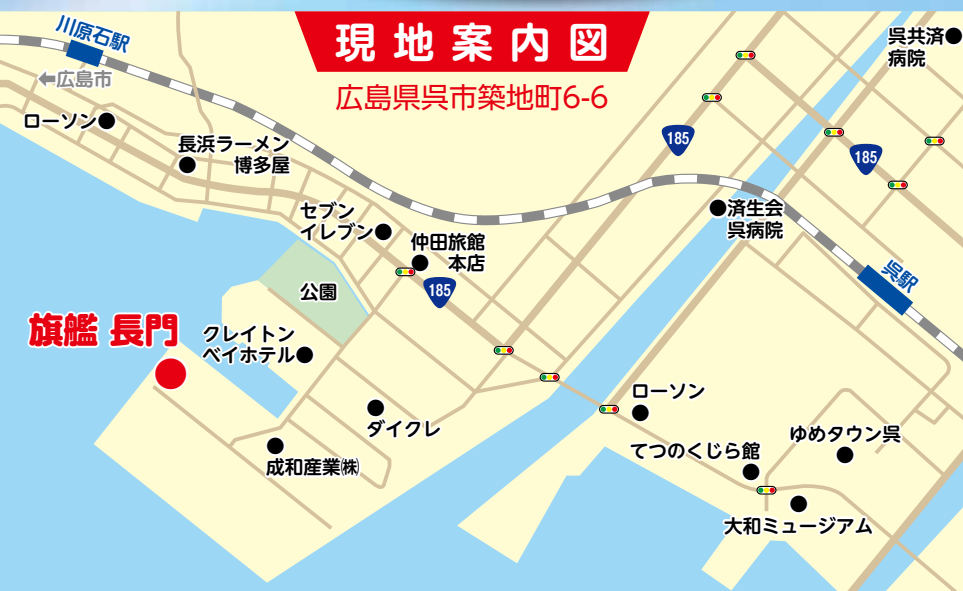 現地案内図
広島県呉市築地町6-6
川原石駅
←広島市
ローソン
長浜ラーメン
博多屋
セブン
イレブン
仲田旅館
本店
185
185
185
呉共済
病院
済生会
呉病院
呉駅
公園
旗艦 長門
クレイトン
ベイホテル
ダイクレ
成和産業㈱
ローソン
てつのくじら館
ゆめタウン呉
大和ミュージアム